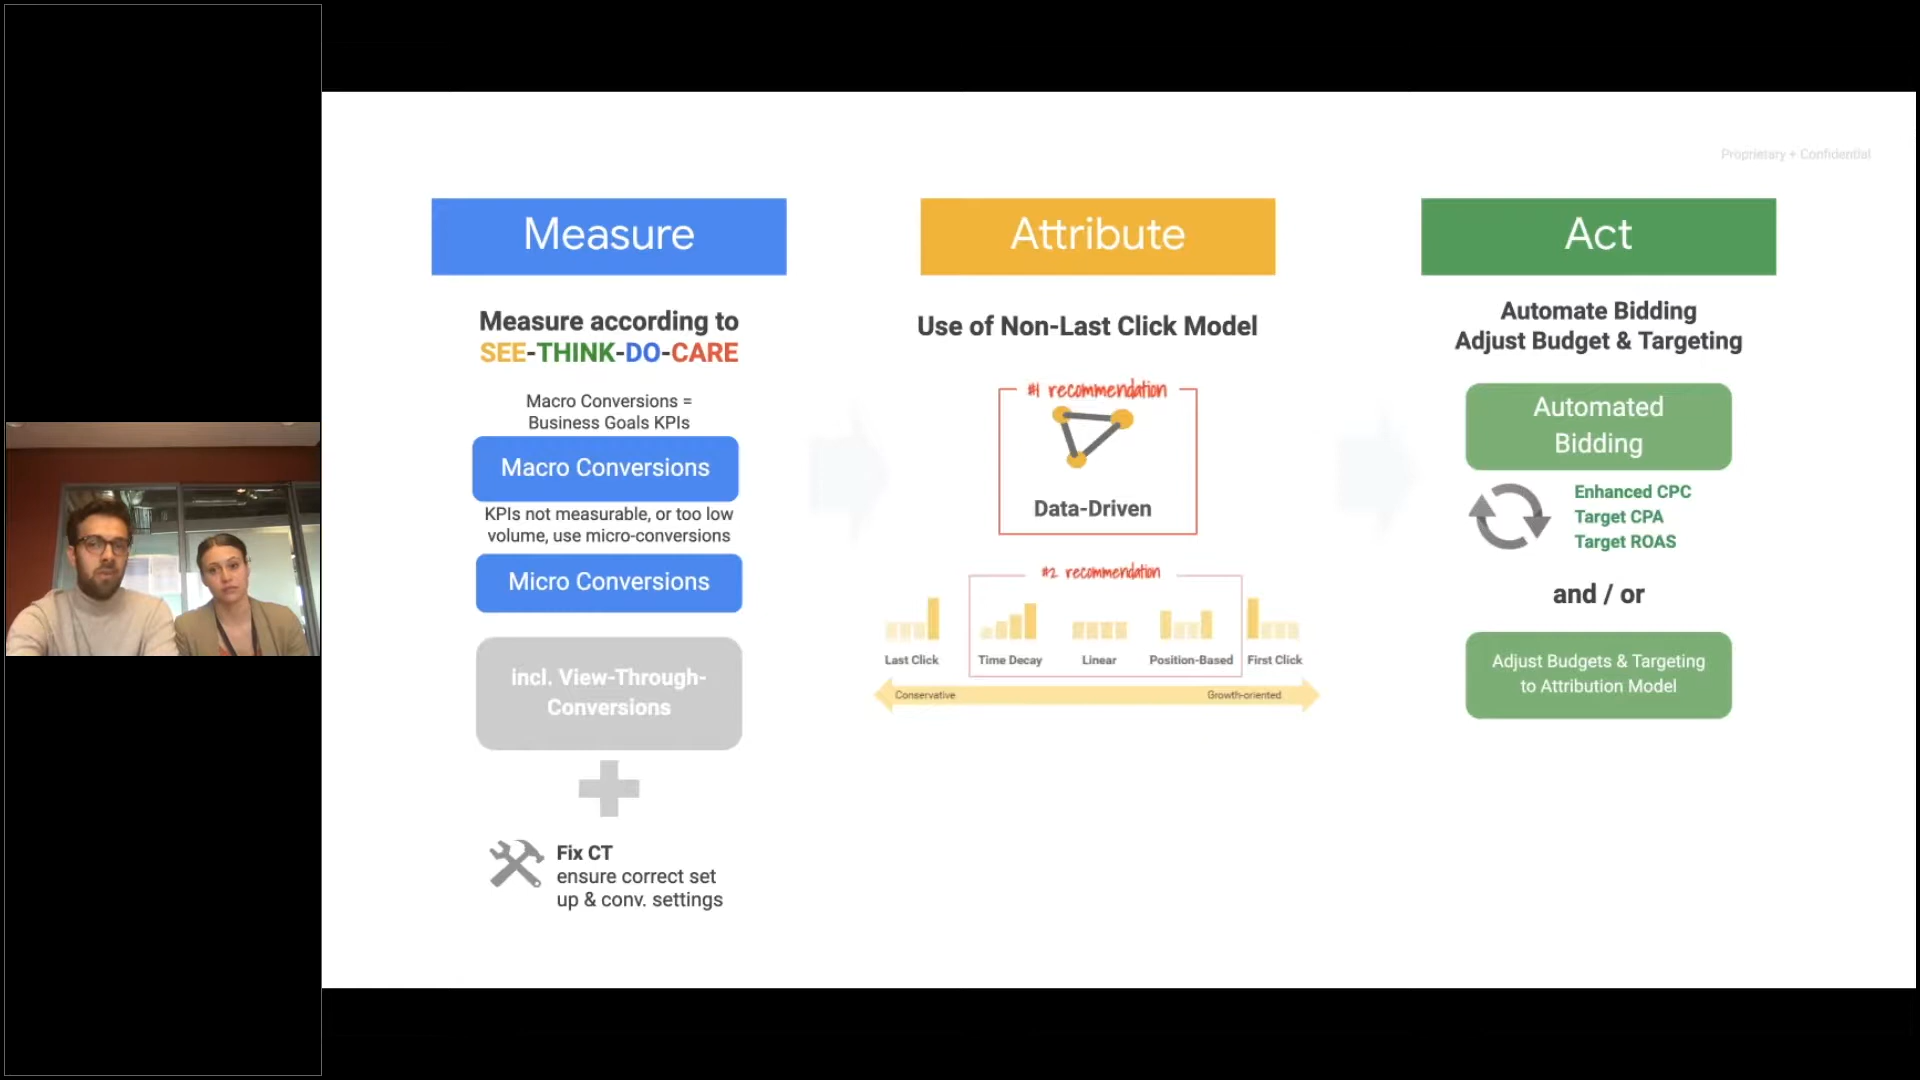 Proprietary + Confidential
Measure
Measure according to
SEE-THINK-DO-CARE
Macro Conversions =
Business Goals KPIs
Macro Conversions
KPIs not measurable, or too low
volume, use micro-conversions
Micro Conversions
incl. View-Through-
Conversions
Fix CT
ensure correct set
up & conv. settings
Attribute
Use of Non-Last Click Model
#1 recommendation
Data-Driven
#2 recommendation
Last Click
Time Decay
Linear
Position-Based
First Click
Conservative
Growth-oriented
Act
Automate Bidding
Adjust Budget & Targeting
Automated
Bidding
Enhanced CPC
Target CPA
Target ROAS
and / or
Adjust Budgets & Targeting
to Attribution Model